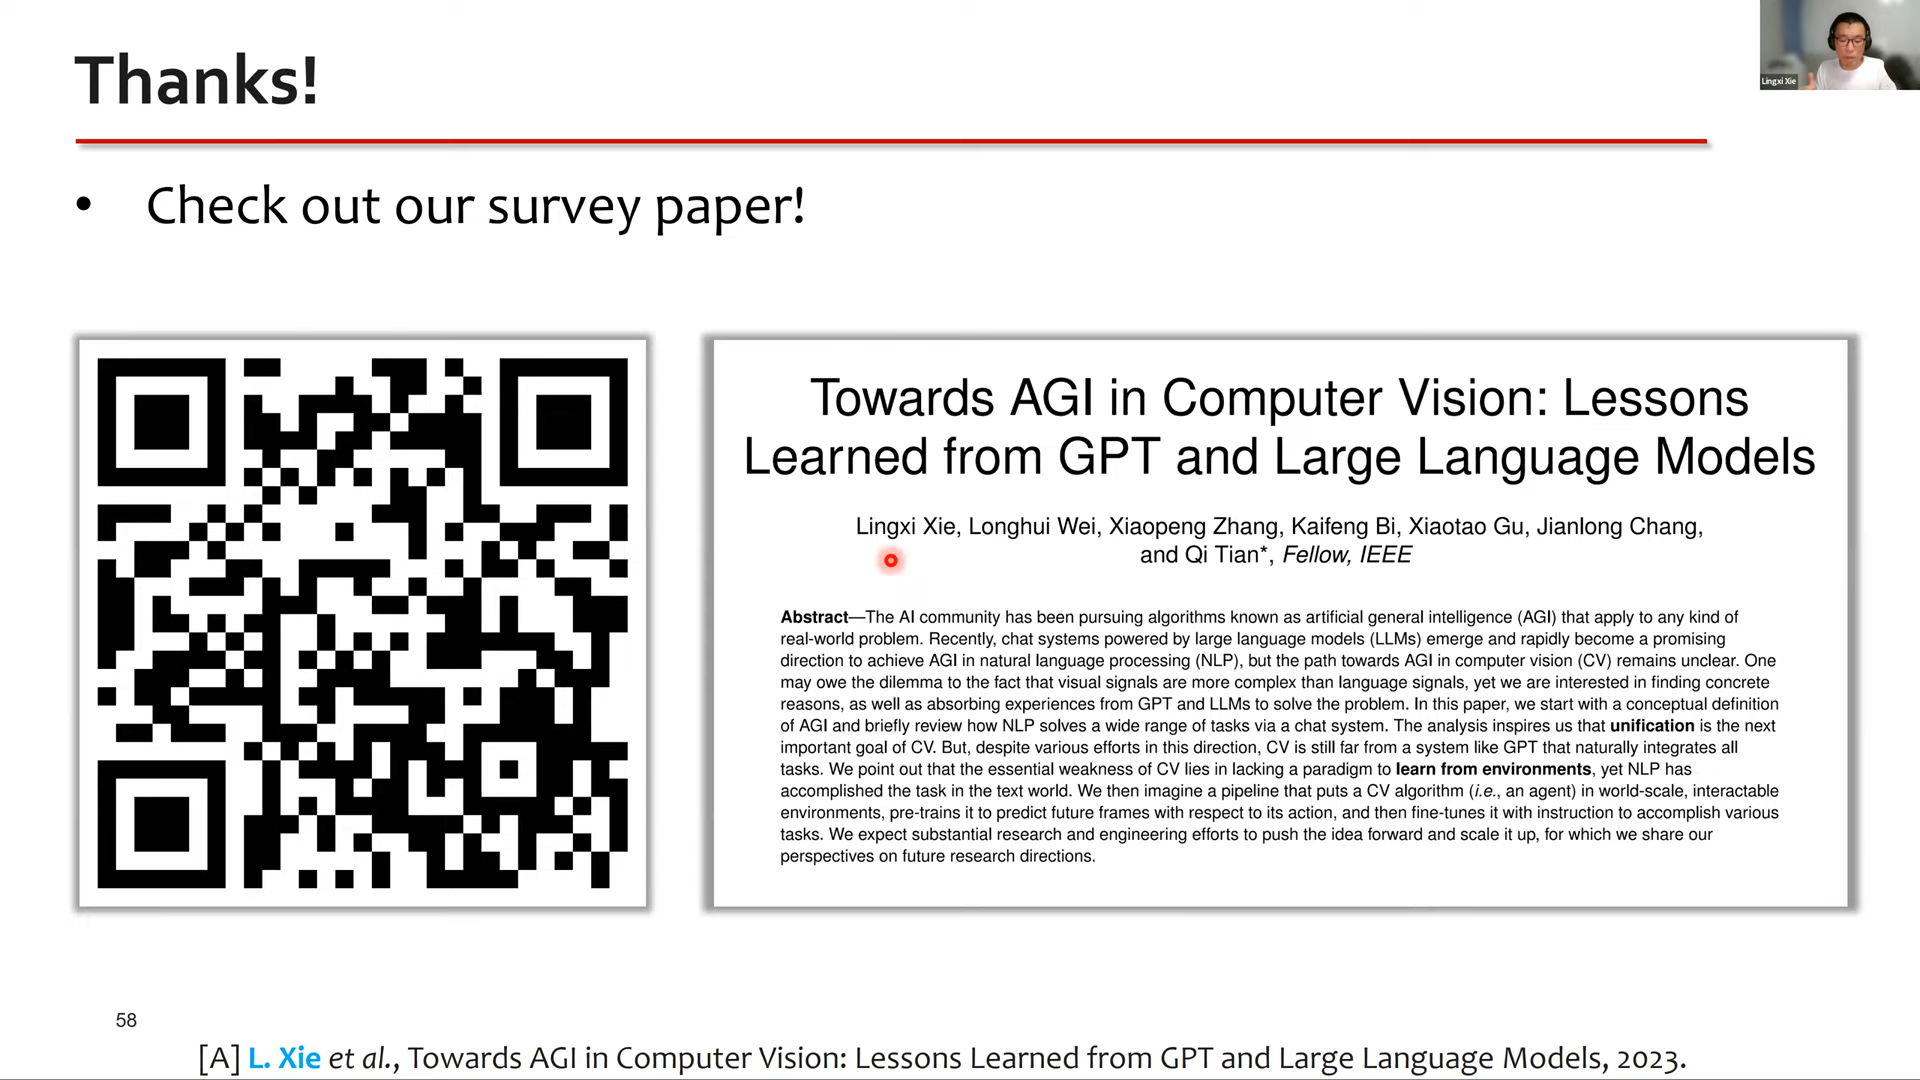 Thanks!
Lingxi Xie
• Check out our survey paper!
Towards AGI in Computer Vision: Lessons
Learned from GPT and Large Language Models
Lingxi Xie, Longhui Wei, Xiaopeng Zhang, Kaifeng Bi, Xiaotao Gu, Jianlong Chang,
and Qi Tian*, Fellow, IEEE
Abstract—The AI community has been pursuing algorithms known as artificial general intelligence (AGI) that apply to any kind of
real-world problem. Recently, chat systems powered by large language models (LLMs) emerge and rapidly become a promising
direction to achieve AGI in natural language processing (NLP), but the path towards AGI in computer vision (CV) remains unclear. One
may owe the dilemma to the fact that visual signals are more complex than language signals, yet we are interested in finding concrete
reasons, as well as absorbing experiences from GPT and LLMs to solve the problem. In this paper, we start with a conceptual definition
of AGI and briefly review how NLP solves a wide range of tasks via a chat system. The analysis inspires us that unification is the next
important goal of CV. But, despite various efforts in this direction, CV is still far from a system like GPT that naturally integrates all
tasks. We point out that the essential weakness of CV lies in lacking a paradigm to learn from environments, yet NLP has
accomplished the task in the text world. We then imagine a pipeline that puts a CV algorithm (i.e., an agent) in world-scale, interactable
environments, pre-trains it to predict future frames with respect to its action, and then fine-tunes it with instruction to accomplish various
tasks. We expect substantial research and engineering efforts to push the idea forward and scale it up, for which we share our
perspectives on future research directions.
58
[A] L. Xie et al., Towards AGI in Computer Vision: Lessons Learned from GPT and Large Language Models, 2023.